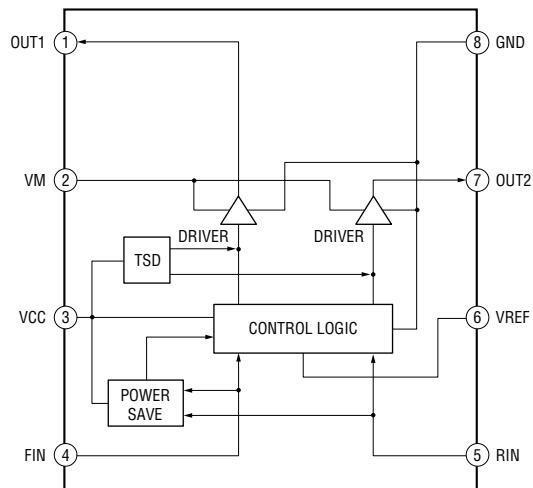 OUT1 1
8 GND
VM 2
7 OUT2
DRIVER
DRIVER
TSD
VCC 3
CONTROL LOGIC
6 VREF
POWER
SAVE
FIN 4
5 RIN